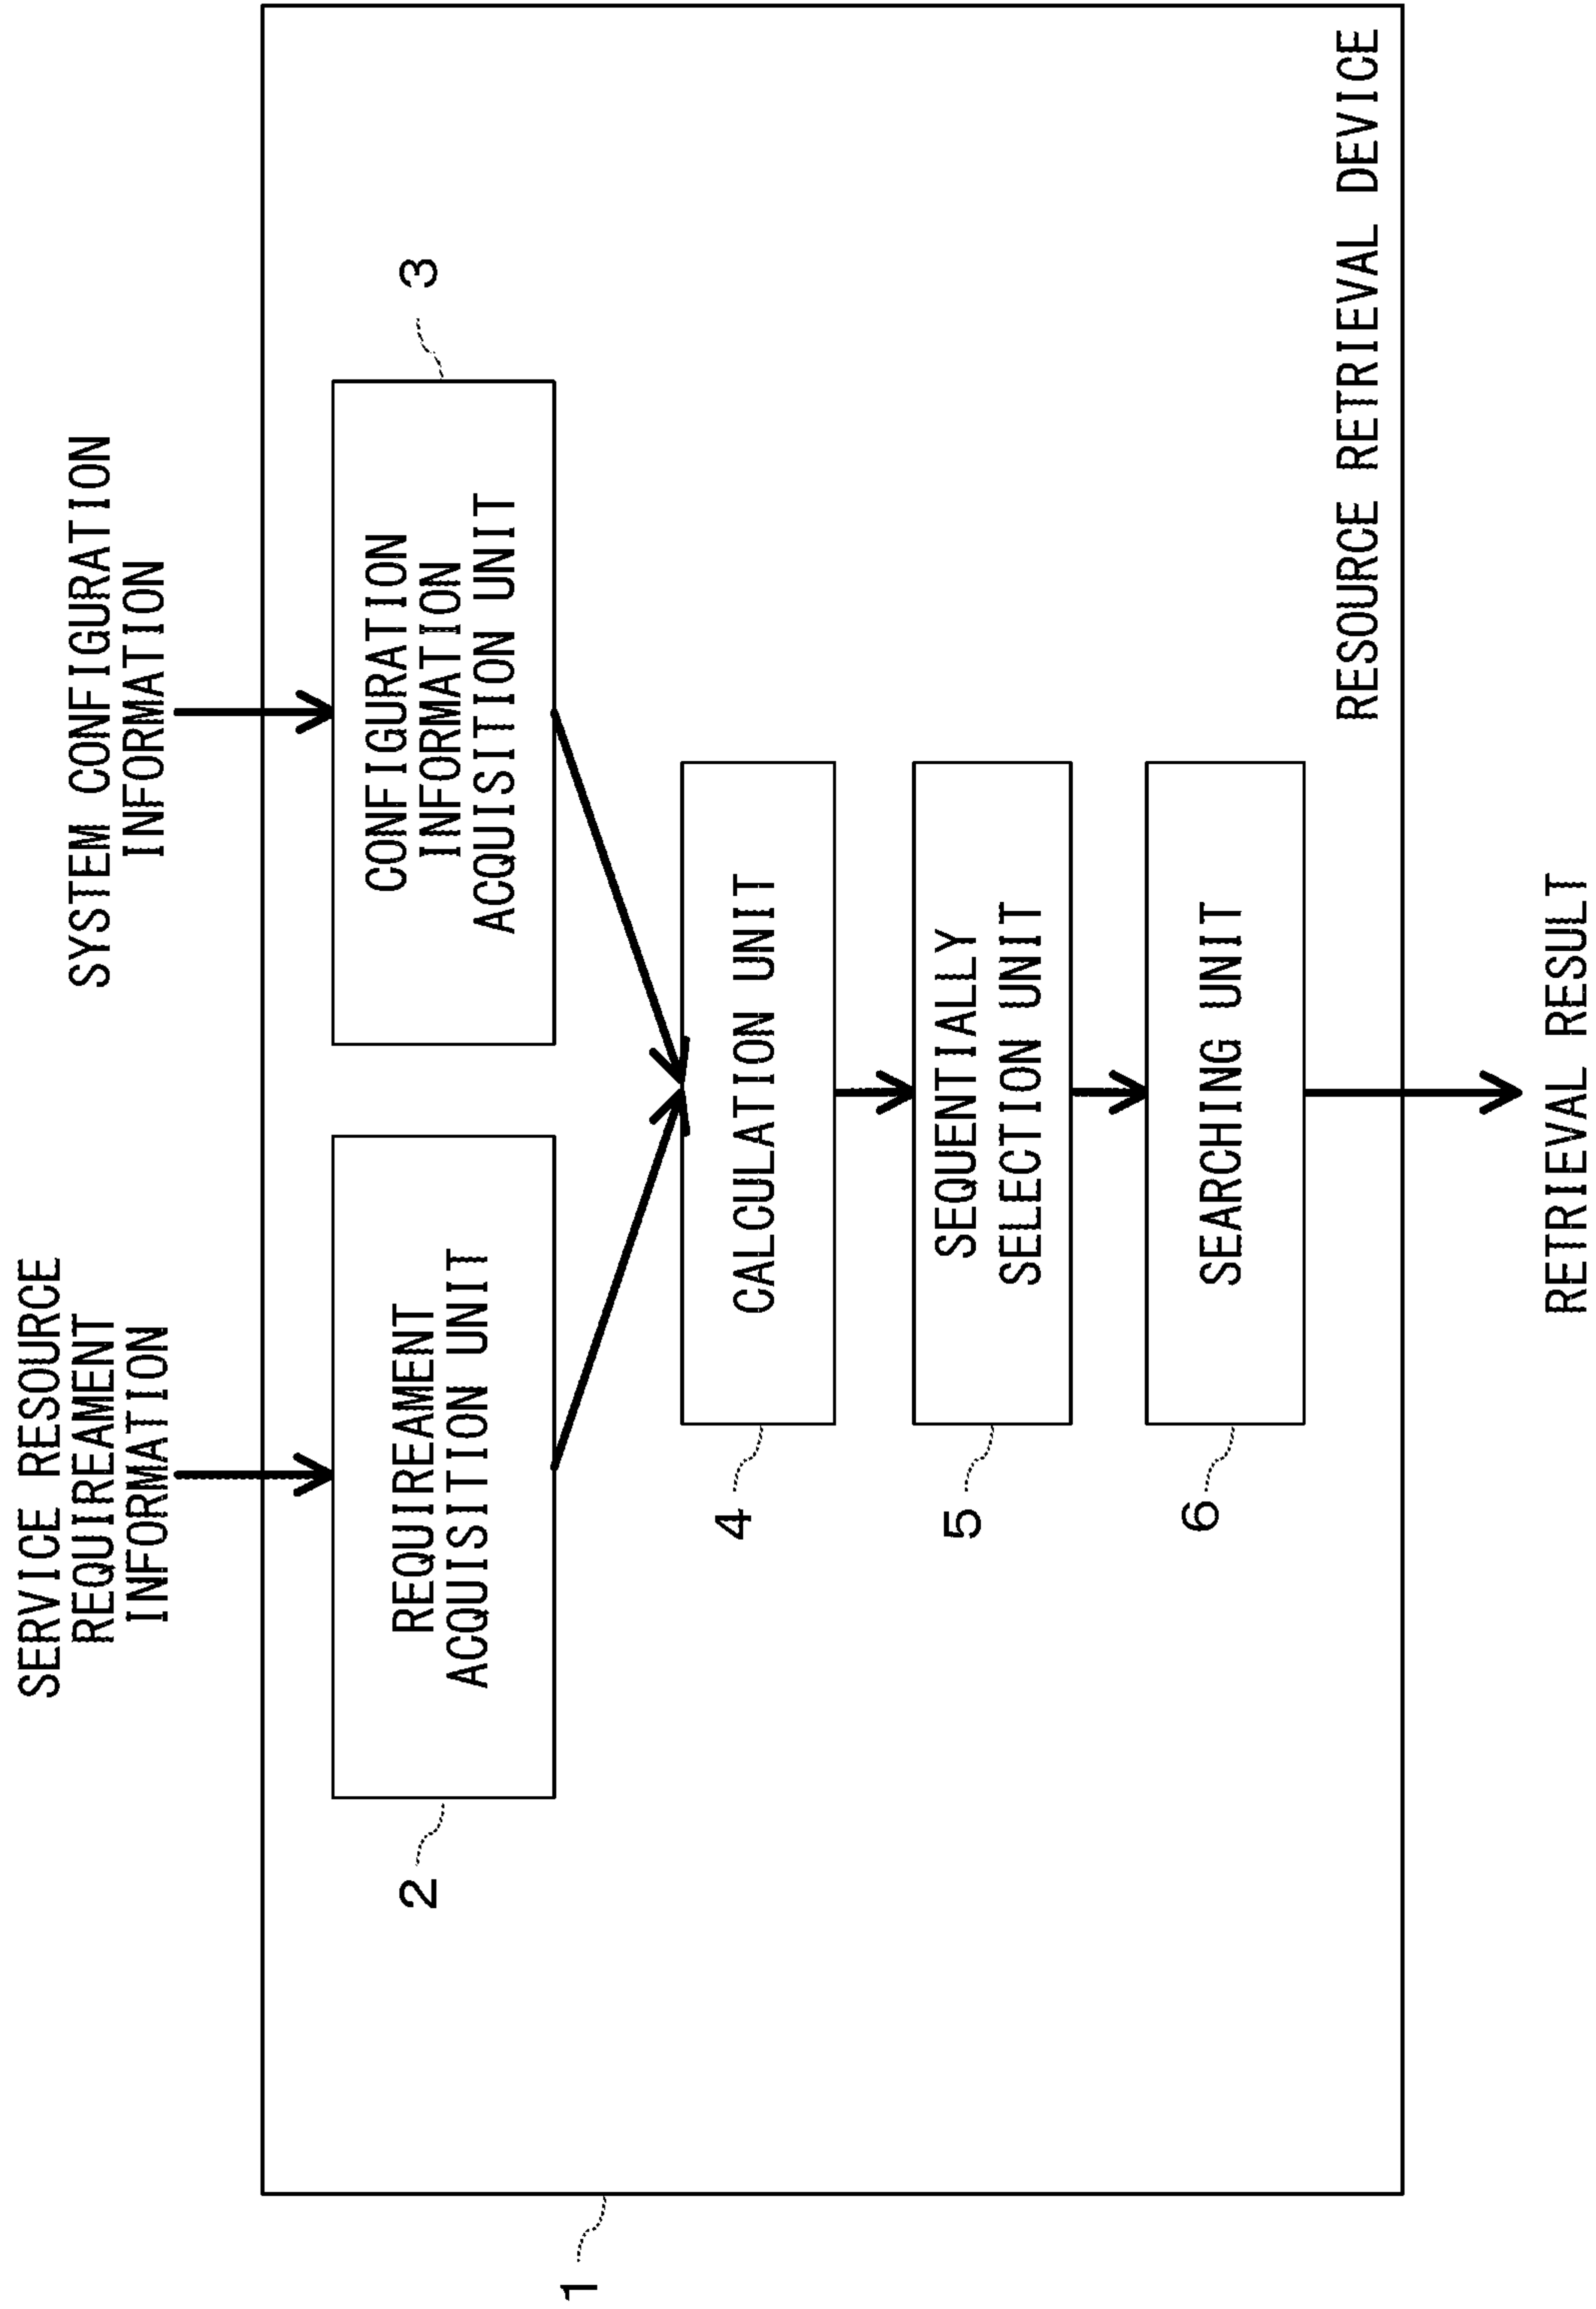 SERVICE RESOURCE
REQUIREAMENT
INFORMATION
SYSTEM CONFIGURATION
INFORMATION
2
REQUIREAMENT
ACQUISITION UNIT
CONFIGURATION
INFORMATION
ACQUISITION UNIT
3
1
4
CALCULATION UNIT
5
SEQUENTIALLY
SELECTION UNIT
6
SEARCHING UNIT
RESOURCE RETRIEVAL DEVICE
RETRIEVAL RESULT